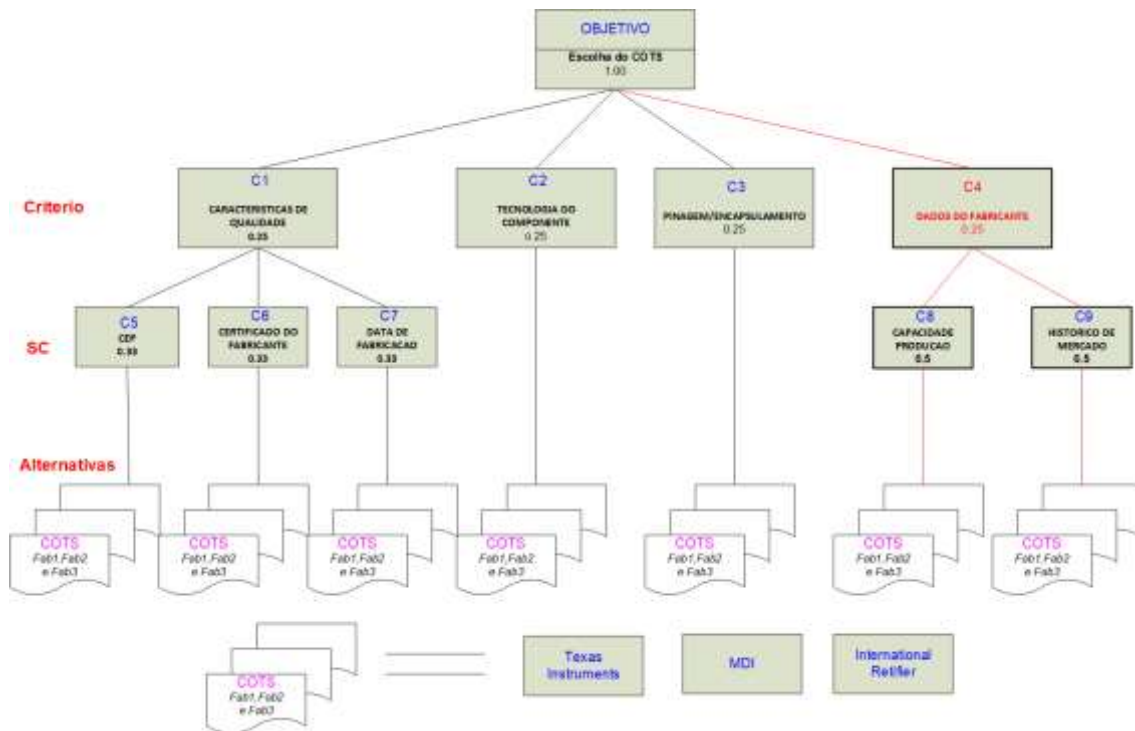 OBJETIVO
Escolha do COTS
1.00
Criterio
C1
CARACTERISTICAS DE
QUALIDADE
0.25
C2
TECNOLOGIA DO
COMPONENTE
0.25
C3
PINAGEM/ENCAPSULAMENTO
0.25
C4
DADOS DO FABRICANTE
0.25
SC
C5
CEP
0.33
C6
CERTIFICADO DO
FABRICANTE
0.33
C7
DATA DE
FABRICACAO
0.33
C8
CAPACIDADE
PRODUCAO
0.5
C9
HISTORICO DE
MERCADO
0.5
Alternativas
COTS
Fab1,Fab2
e Fab3
COTS
Fab1,Fab2
e Fab3
COTS
Fab1,Fab2
e Fab3
COTS
Fab1,Fab2
e Fab3
COTS
Fab1,Fab2
e Fab3
COTS
Fab1,Fab2
e Fab3
COTS
Fab1,Fab2
e Fab3
COTS
Fab1,Fab2
e Fab3
Texas
Instruments
MDI
International
Retifier